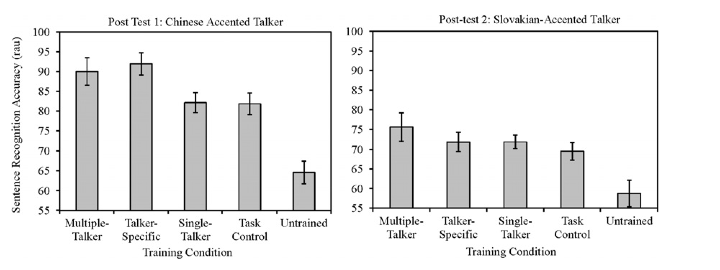 Post Test 1: Chinese Accented Talker
Sentence Recognition Accuracy (rau)
100
95
90
85
80
75
70
65
60
55
Multiple-Talker
Talker-Specific
Single-Talker
Task Control
Untrained
Training Condition
Post-test 2: Slovakian-Accented Talker
100
95
90
85
80
75
70
65
60
55
Multiple-Talker
Talker-Specific
Single-Talker
Task Control
Untrained
Training Condition